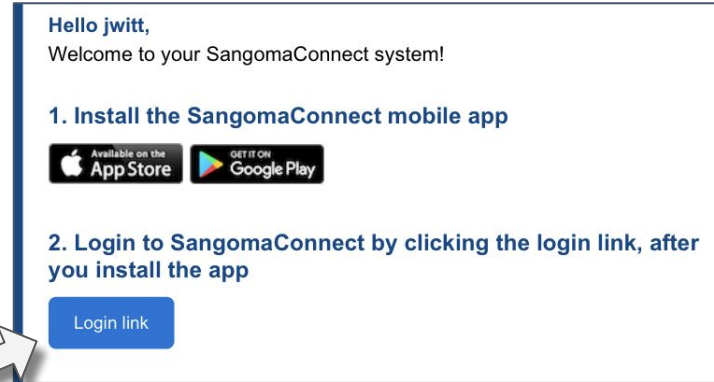 Hello jwitt,
Welcome to your SangomaConnect system!
1. Install the SangomaConnect mobile app
Available on the
App Store
GET IT ON
Google Play
2. Login to SangomaConnect by clicking the login link, after
you install the app
Login link